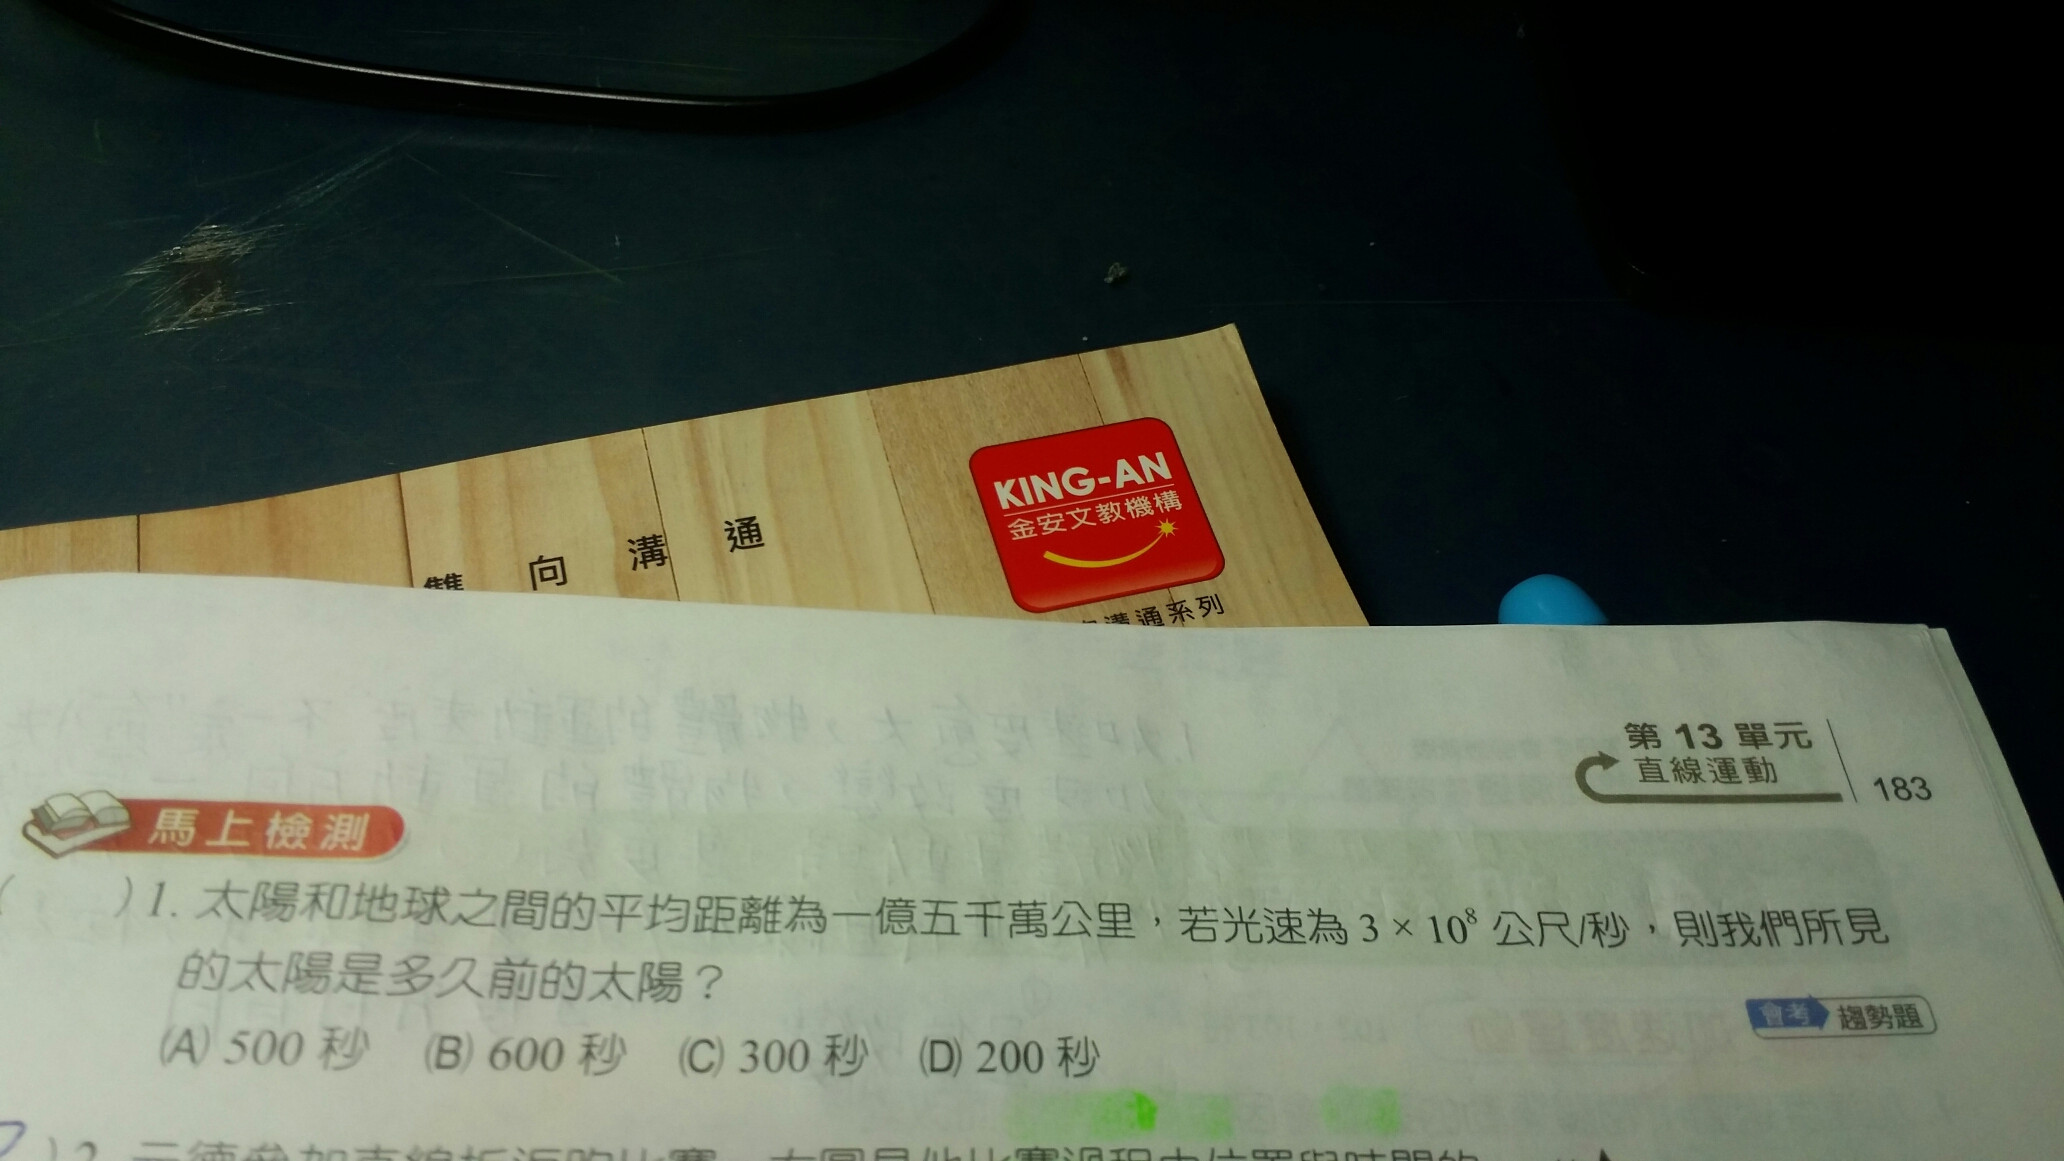 雙向溝通
KING-AN
金安文教機構
溝通系列
第 13 單元
直線運動
183
馬上檢測
( )1. 太陽和地球之間的平均距離為一億五千萬公里，若光速為 3 × 10⁸ 公尺/秒，則我們所見
的太陽是多久前的太陽？
會考 趨勢題
(A) 500 秒 (B) 600 秒 (C) 300 秒 (D) 200 秒
)2.